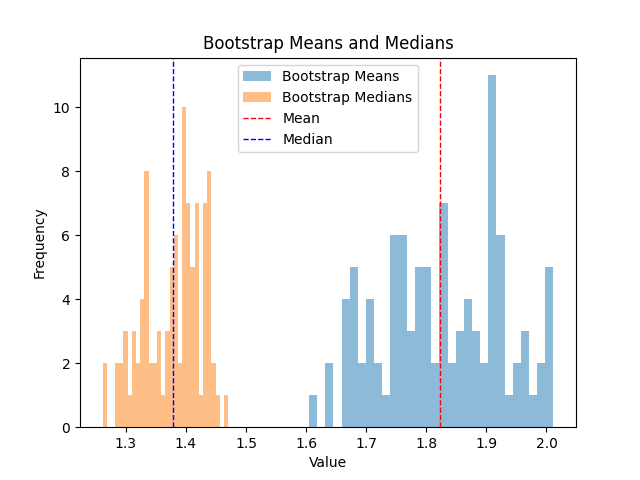 Bootstrap Means and Medians
Bootstrap Means
Bootstrap Medians
Mean
Median
Frequency
10
8
6
4
2
0
1.3 1.4 1.5 1.6 1.7 1.8 1.9 2.0
Value